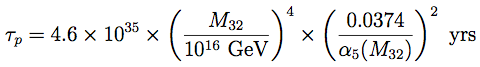 τ_p = 4.6 × 10^35 × (M_32 / 10^16 GeV)^4 × (0.0374 / α_5(M_32))^2 yrs